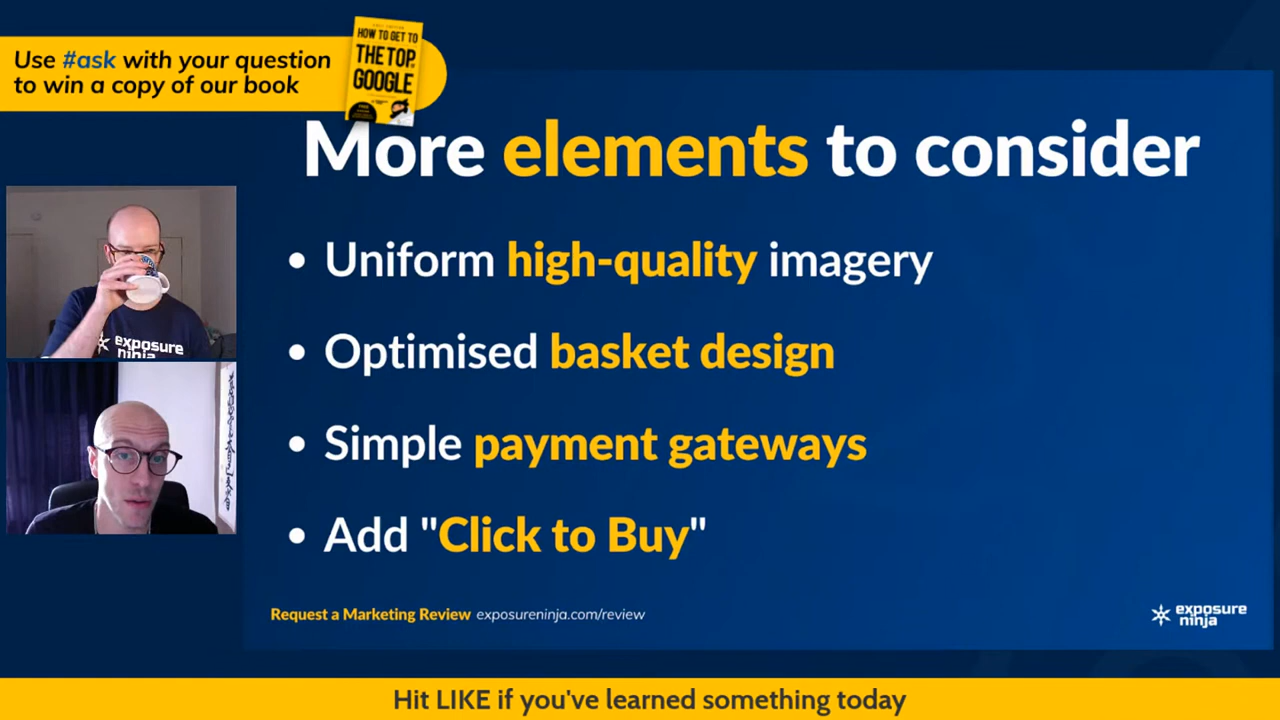 Use #ask with your question
to win a copy of our book
HOW TO GET TO
THE TOP
GOOGLE
More elements to consider
• Uniform high-quality imagery
• Optimised basket design
• Simple payment gateways
• Add "Click to Buy"
exposure
ninja
Request a Marketing Review exposureninja.com/review
exposure
ninja
Hit LIKE if you've learned something today